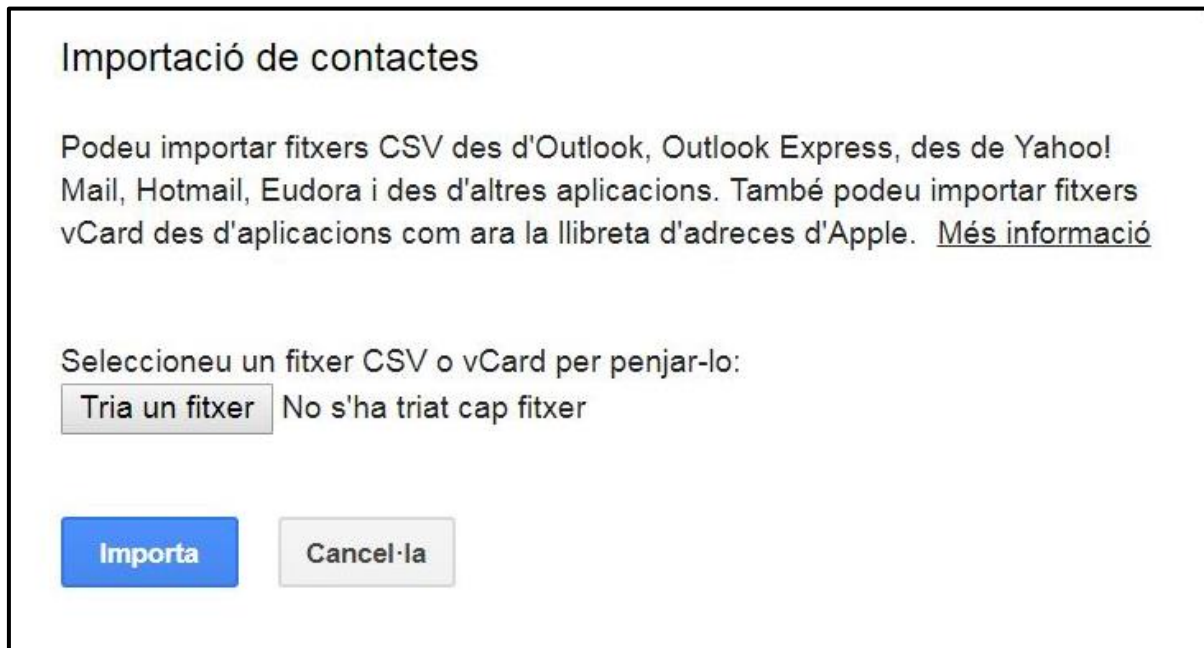 Importació de contactes
Podeu importar fitxers CSV des d'Outlook, Outlook Express, des de Yahoo!
Mail, Hotmail, Eudora i des d'altres aplicacions. També podeu importar fitxers
vCard des d'aplicacions com ara la llibreta d'adreces d'Apple. Més informació
Seleccioneu un fitxer CSV o vCard per penjar-lo:
Tria un fitxer No s'ha triat cap fitxer
Importa Cancel·la